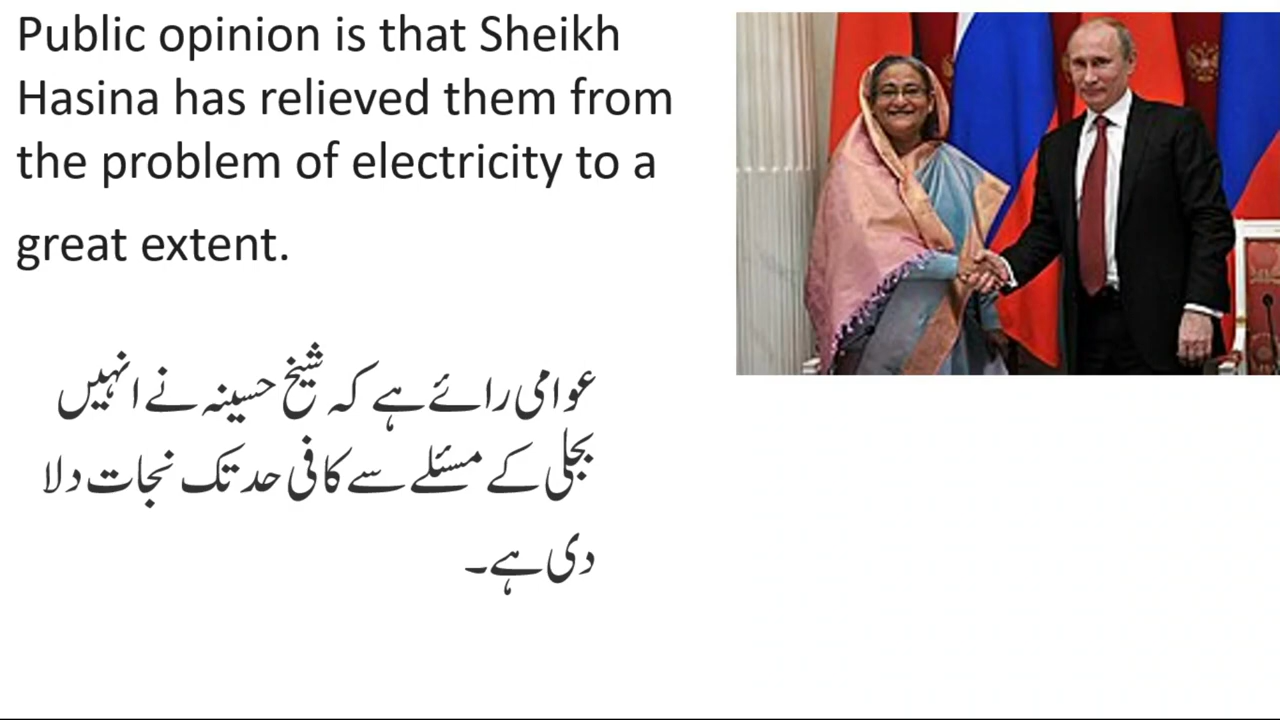 Public opinion is that Sheikh
Hasina has relieved them from
the problem of electricity to a
great extent.
عوامی رائے ہے کہ شیخ حسینہ نے انہیں
بجلی کے مسئلے سے کافی حد تک نجات دلا
دی ہے۔